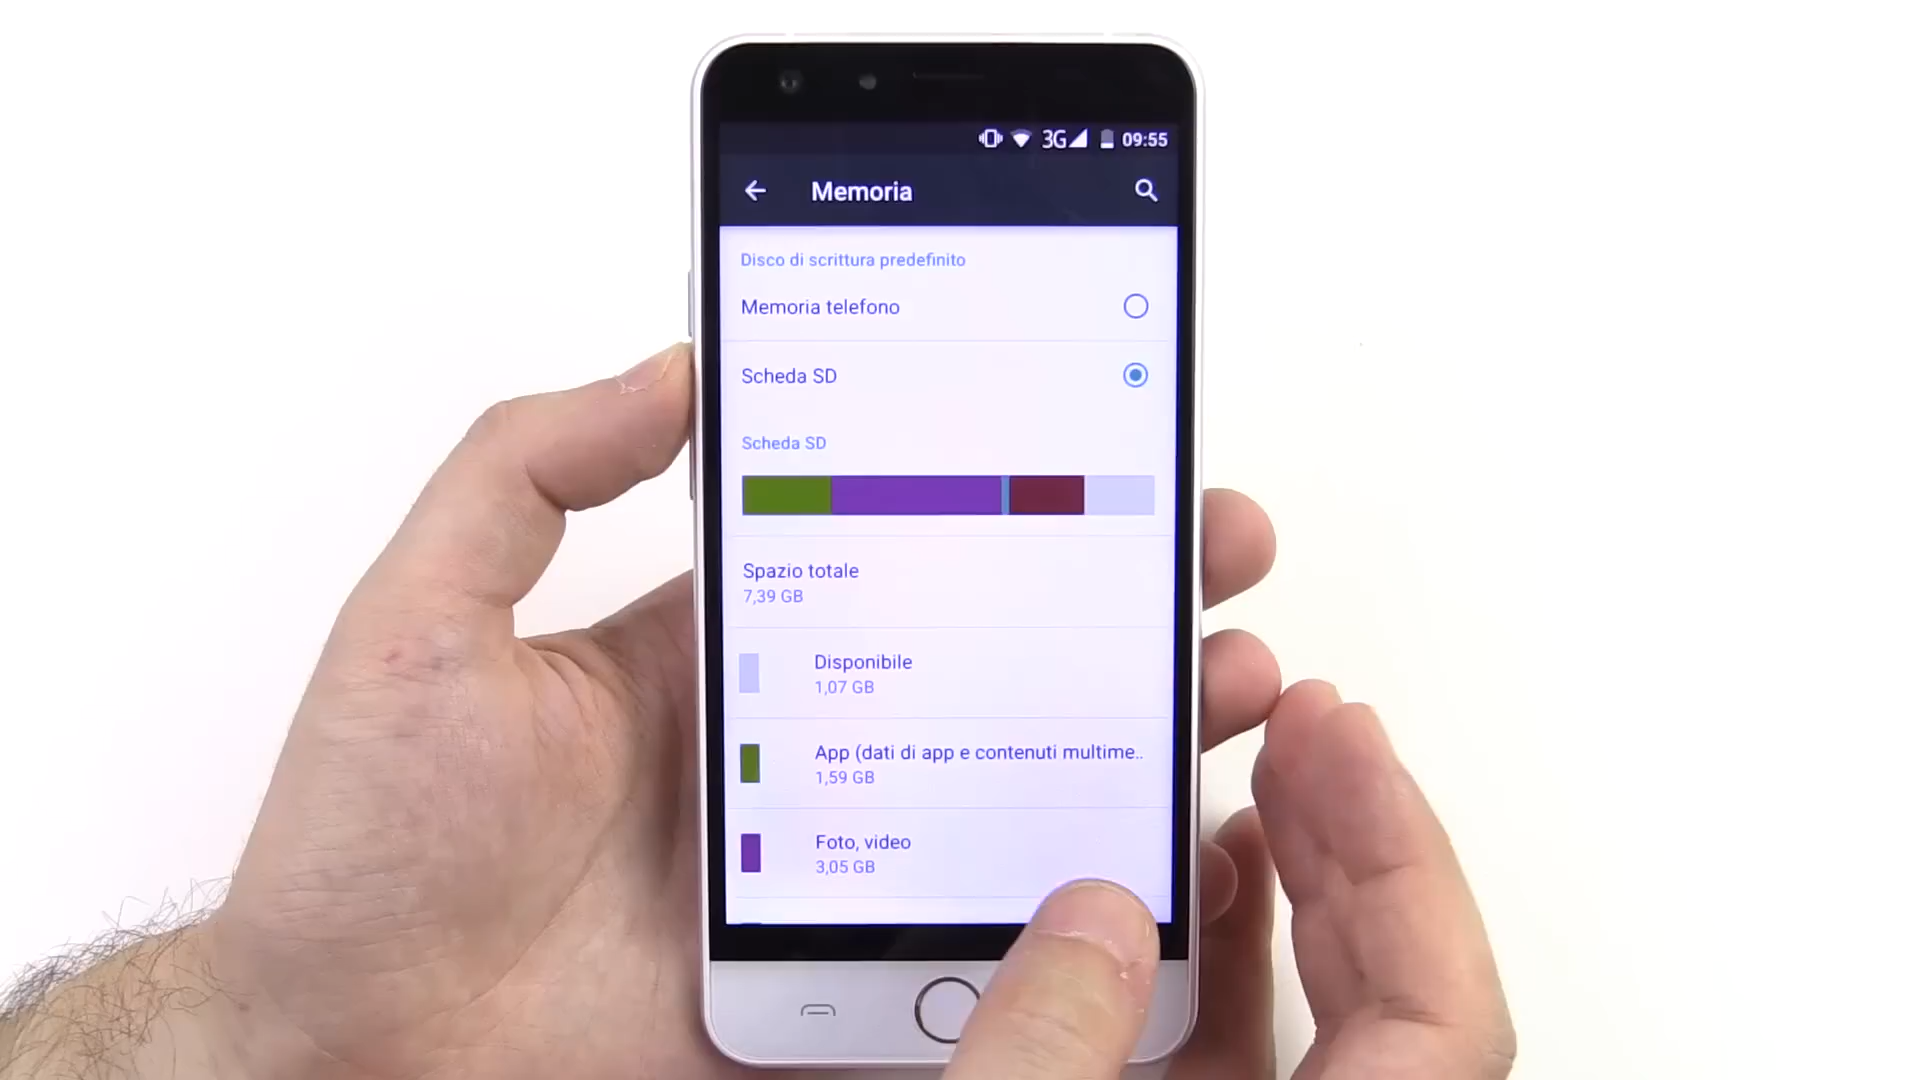 3G 09:55
Memoria
Disco di scrittura predefinito
Memoria telefono
Scheda SD
Scheda SD
Spazio totale
7,39 GB
Disponibile
1,07 GB
App (dati di app e contenuti multime..
1,59 GB
Foto, video
3,05 GB